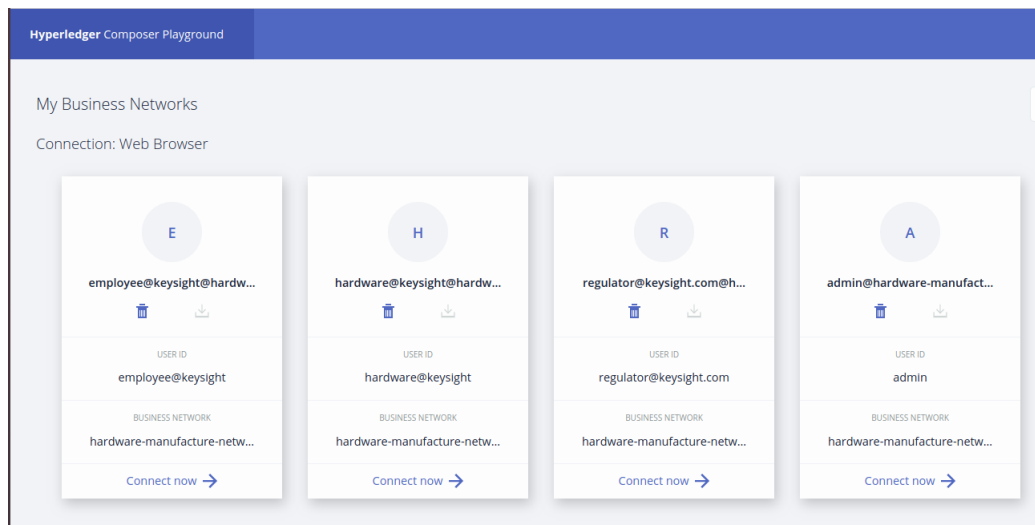 Hyperledger Composer Playground
My Business Networks
Connection: Web Browser
E
employee@keysight@hardw...
USER ID
employee@keysight
BUSINESS NETWORK
hardware-manufacture-netw...
Connect now
H
hardware@keysight@hardw...
USER ID
hardware@keysight
BUSINESS NETWORK
hardware-manufacture-netw...
Connect now
R
regulator@keysight.com@h...
USER ID
regulator@keysight.com
BUSINESS NETWORK
hardware-manufacture-netw...
Connect now
A
admin@hardware-manufact...
USER ID
admin
BUSINESS NETWORK
hardware-manufacture-netw...
Connect now